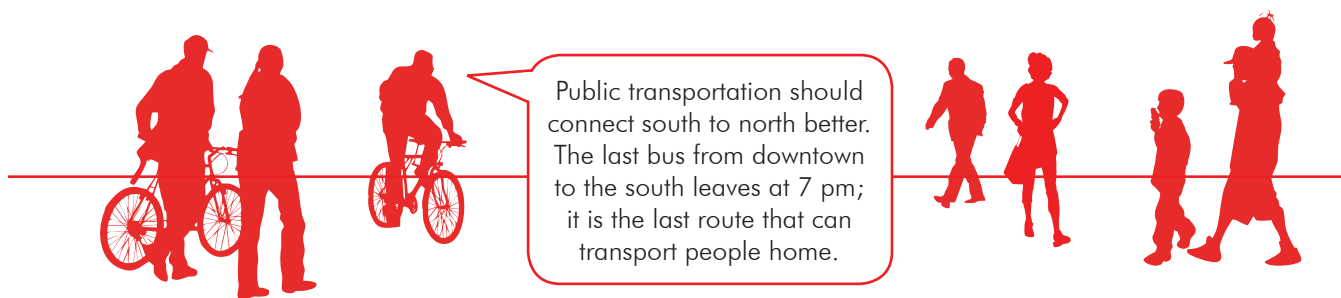 Public transportation should
connect south to north better.
The last bus from downtown
to the south leaves at 7 pm;
it is the last route that can
transport people home.